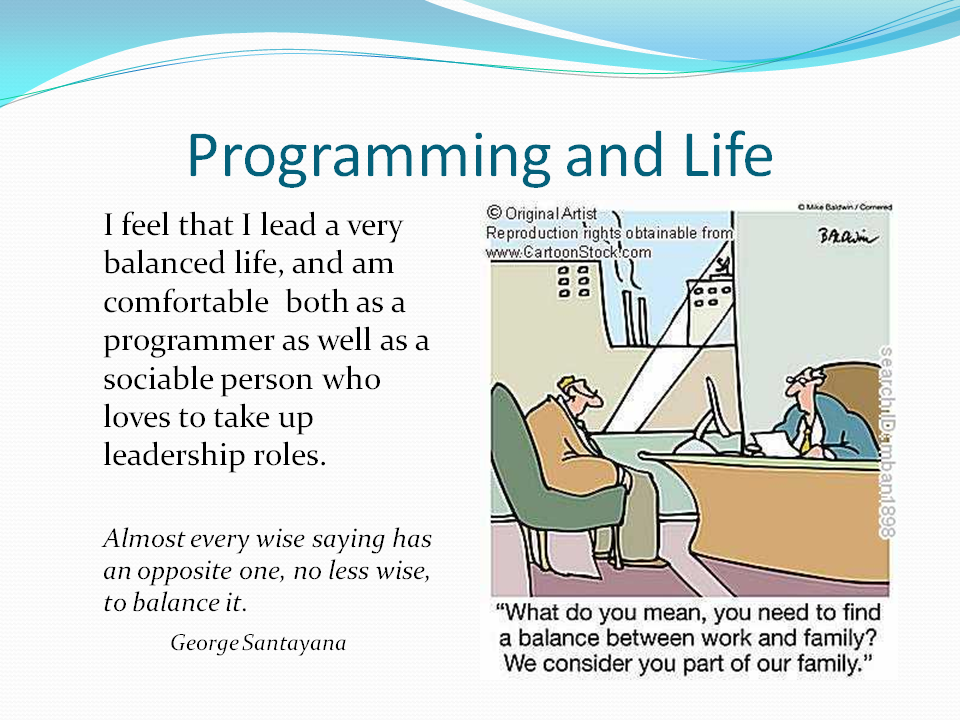 Programming and Life
I feel that I lead a very
balanced life, and am
comfortable  both as a
programmer as well as a
sociable person who
loves to take up
leadership roles.
Almost every wise saying has
an opposite one, no less wise,
to balance it.
George Santayana
© Mike Baldwin / Cornered
© Original Artist
Reproduction rights obtainable from
www.CartoonStock.com
BALDWIN
search ID: mban1898
“What do you mean, you need to find
a balance between work and family?
We consider you part of our family.”